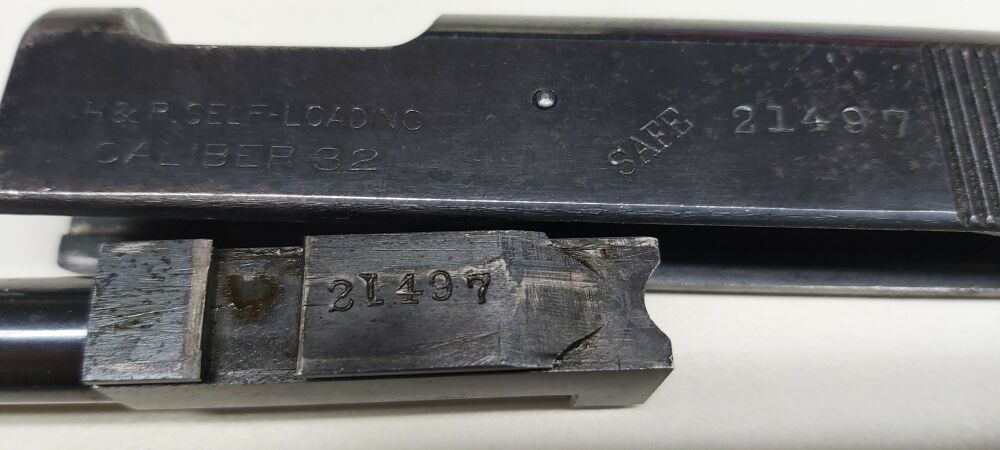 H & R. SELF-LOADING
CALIBER 32
SAFE
21497
21497